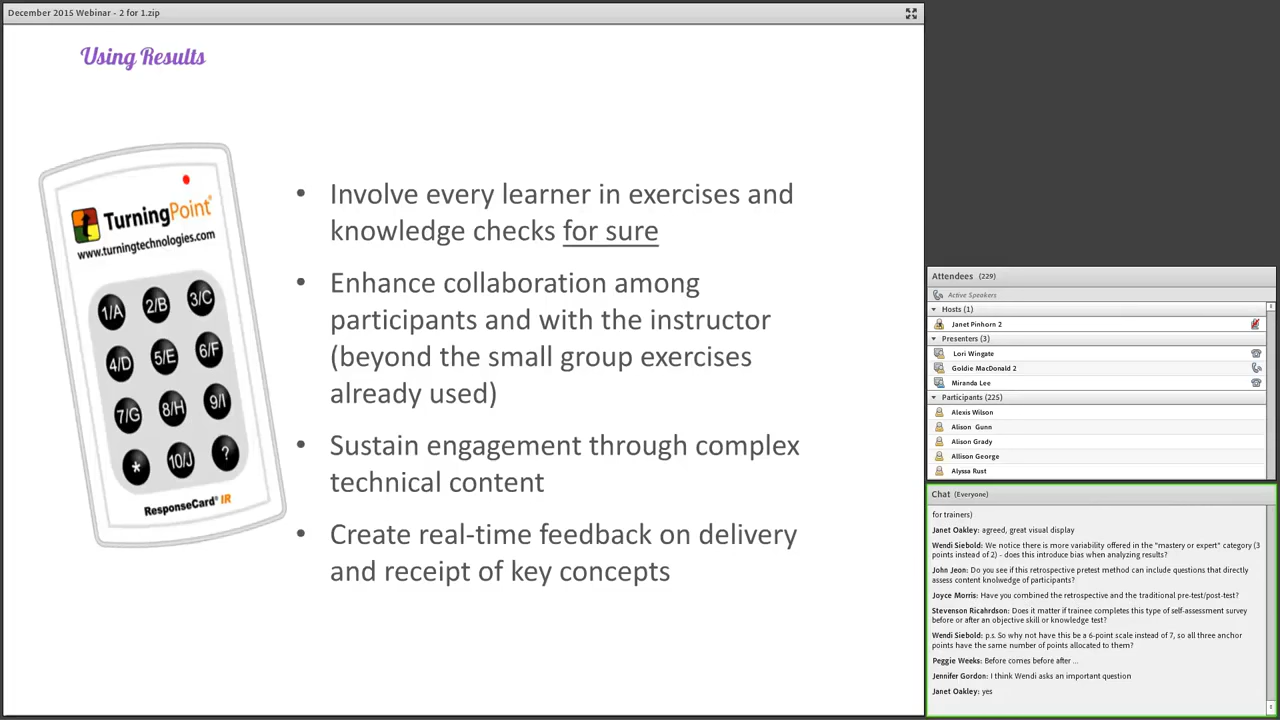 December 2015 Webinar - 2 for 1.zip
Using Results
TurningPoint®
www.turningtechnologies.com
1/A 2/B 3/C
4/D 5/E 6/F
7/G 8/H 9/I
* 10/J ?
ResponseCard® IR
• Involve every learner in exercises and
knowledge checks for sure
• Enhance collaboration among
participants and with the instructor
(beyond the small group exercises
already used)
• Sustain engagement through complex
technical content
• Create real-time feedback on delivery
and receipt of key concepts
Attendees (229)
Active Speakers
Hosts (1)
Janet Pinhorn 2
Presenters (3)
Lori Wingate
Goldie MacDonald 2
Miranda Lee
Participants (225)
Alexis Wilson
Alison Gunn
Alison Grady
Allison George
Alyssa Rust
Chat (Everyone)
for trainers)
Janet Oakley: agreed, great visual display
Wendi Siebold: We notice there is more variability offered in the "mastery or expert" category (3
points instead of 2) - does this introduce bias when analyzing results?
John Jeon: Do you see if this retrospective pretest method can include questions that directly
assess content knolwedge of participants?
Joyce Morris: Have you combined the retrospective and the traditional pre-test/post-test?
Stevenson Ricahrdson: Does it matter if trainee completes this type of self-assessment survey
before or after an objective skill or knowledge test?
Wendi Siebold: p.s. So why not have this be a 6-point scale instead of 7, so all three anchor
points have the same number of points allocated to them?
Peggie Weeks: Before comes before after ...
Jennifer Gordon: I think Wendi asks an important question
Janet Oakley: yes